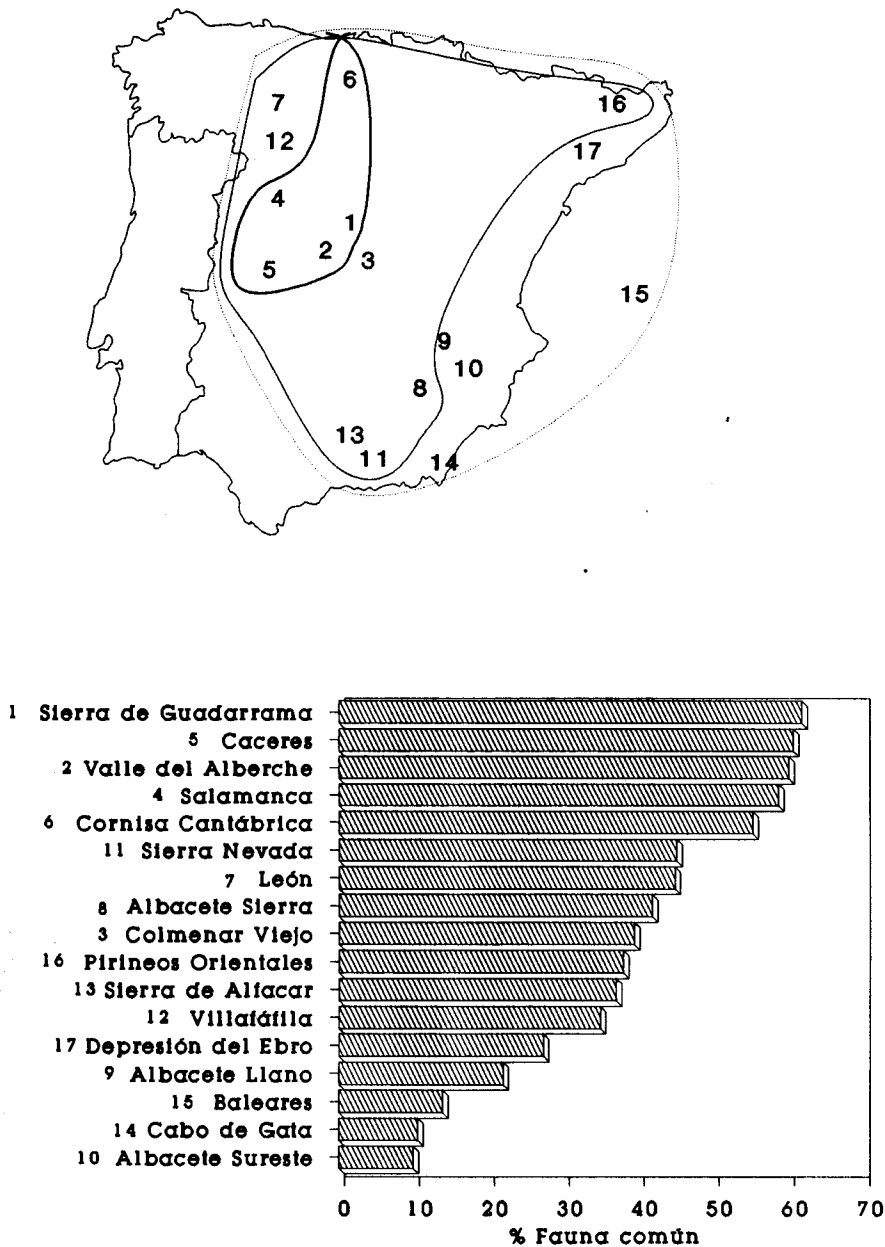 6
7
16
12
17
4
1
2
3
5
15
9
10
8
13
11
14
1 Sierra de Guadarrama
5 Caceres
2 Valle del Alberche
4 Salamanca
6 Cornisa Cantábrica
11 Sierra Nevada
7 León
8 Albacete Sierra
3 Colmenar Viejo
16 Pirineos Orientales
13 Sierra de Alfacar
12 Villafáfila
17 Depresión del Ebro
9 Albacete Llano
15 Baleares
14 Cabo de Gata
10 Albacete Sureste
0 10 20 30 40 50 60 70
% Fauna común